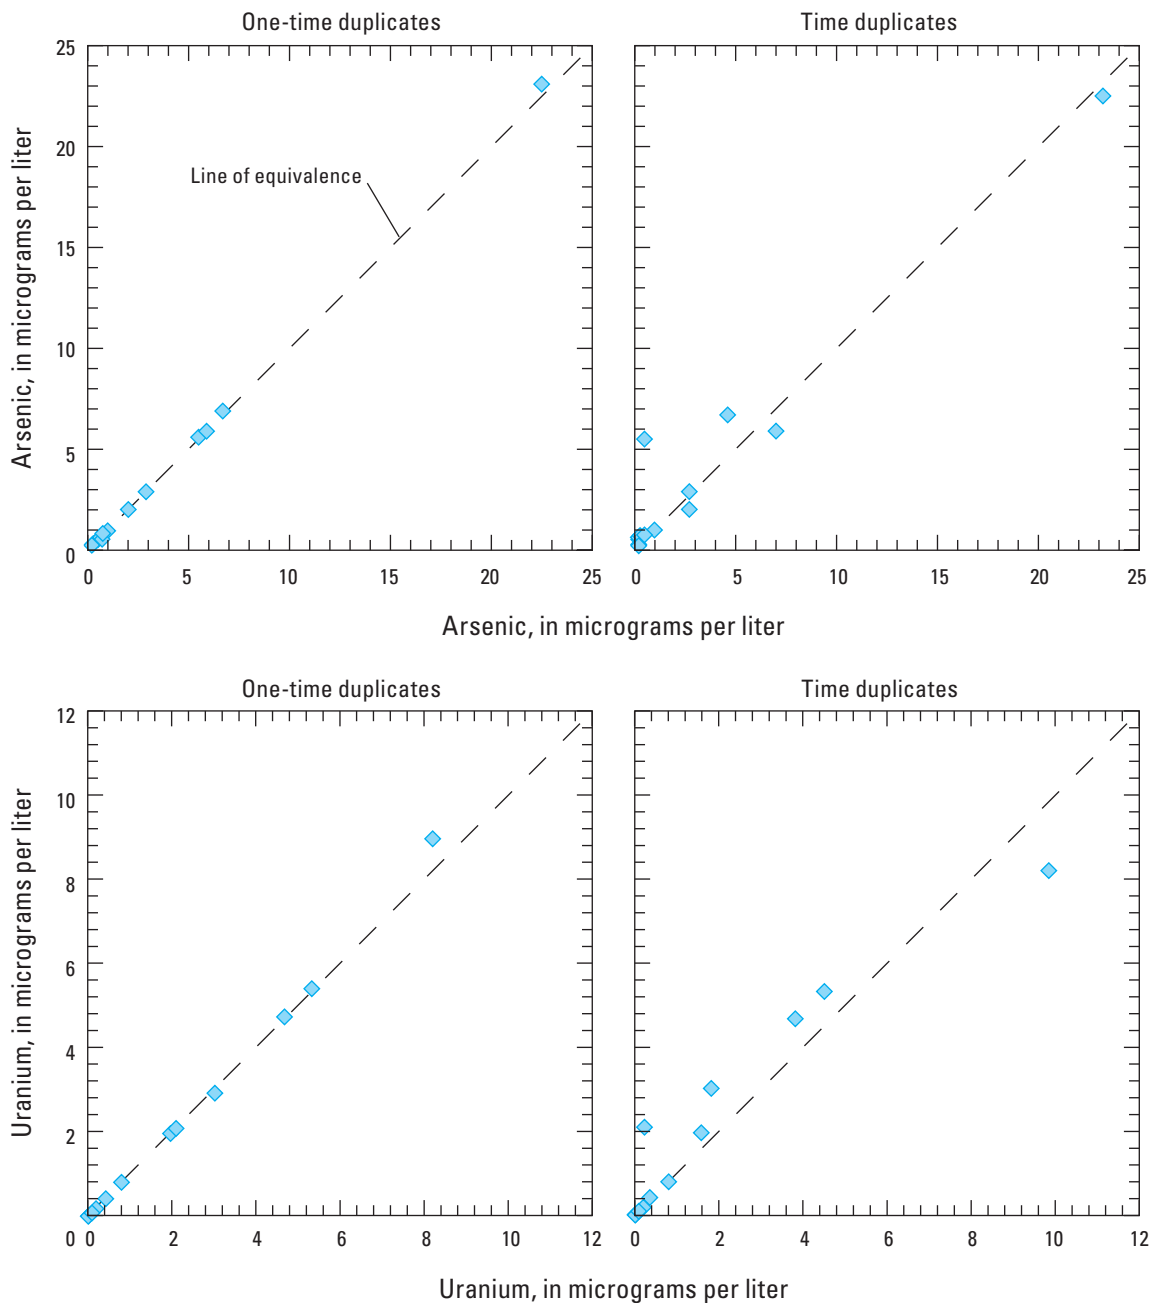 One-time duplicates
Time duplicates
Arsenic, in micrograms per liter
25
20
15
10
5
0
Line of equivalence
0 5 10 15 20 25
0 5 10 15 20 25
Arsenic, in micrograms per liter
One-time duplicates
Time duplicates
Uranium, in micrograms per liter
12
10
8
6
4
2
0
0 2 4 6 8 10 12
0 2 4 6 8 10 12
Uranium, in micrograms per liter